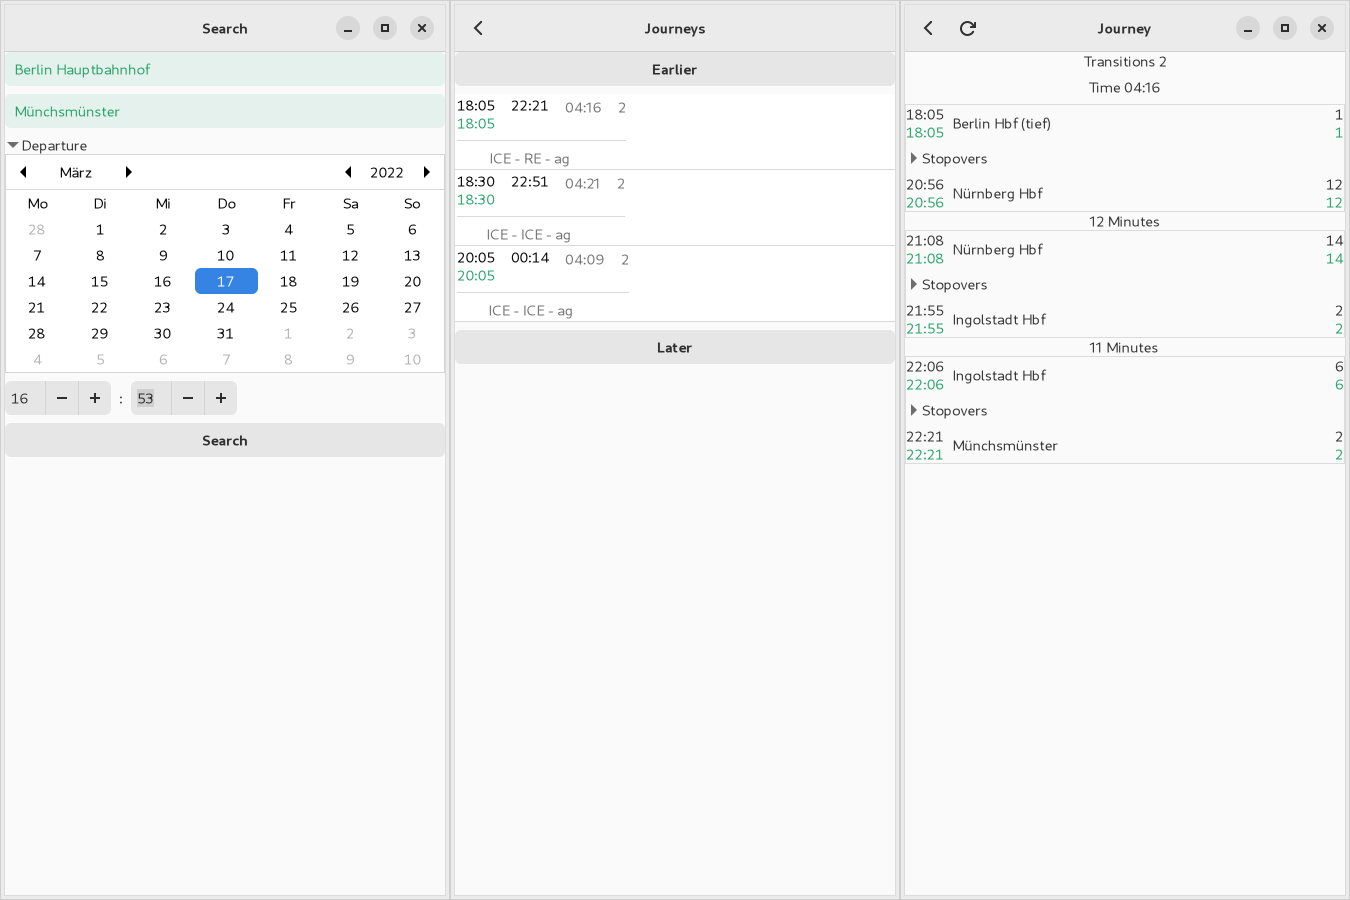 Search
Berlin Hauptbahnhof
Münchsmünster
Departure
März 2022
Mo Di Mi Do Fr Sa So
28 1 2 3 4 5 6
7 8 9 10 11 12 13
14 15 16 17 18 19 20
21 22 23 24 25 26 27
28 29 30 31 1 2 3
4 5 6 7 8 9 10
16 − + : 53 − +
Search
Journeys
Earlier
18:05 22:21 04:16 2
18:05
ICE - RE - ag
18:30 22:51 04:21 2
18:30
ICE - ICE - ag
20:05 00:14 04:09 2
20:05
ICE - ICE - ag
Later
Journey
Transitions 2
Time 04:16
18:05 Berlin Hbf (tief) 1
18:05 1
Stopovers
20:56 Nürnberg Hbf 12
20:56 12
12 Minutes
21:08 Nürnberg Hbf 14
21:08 14
Stopovers
21:55 Ingolstadt Hbf 2
21:55 2
11 Minutes
22:06 Ingolstadt Hbf 6
22:06 6
Stopovers
22:21 Münchsmünster 2
22:21 2